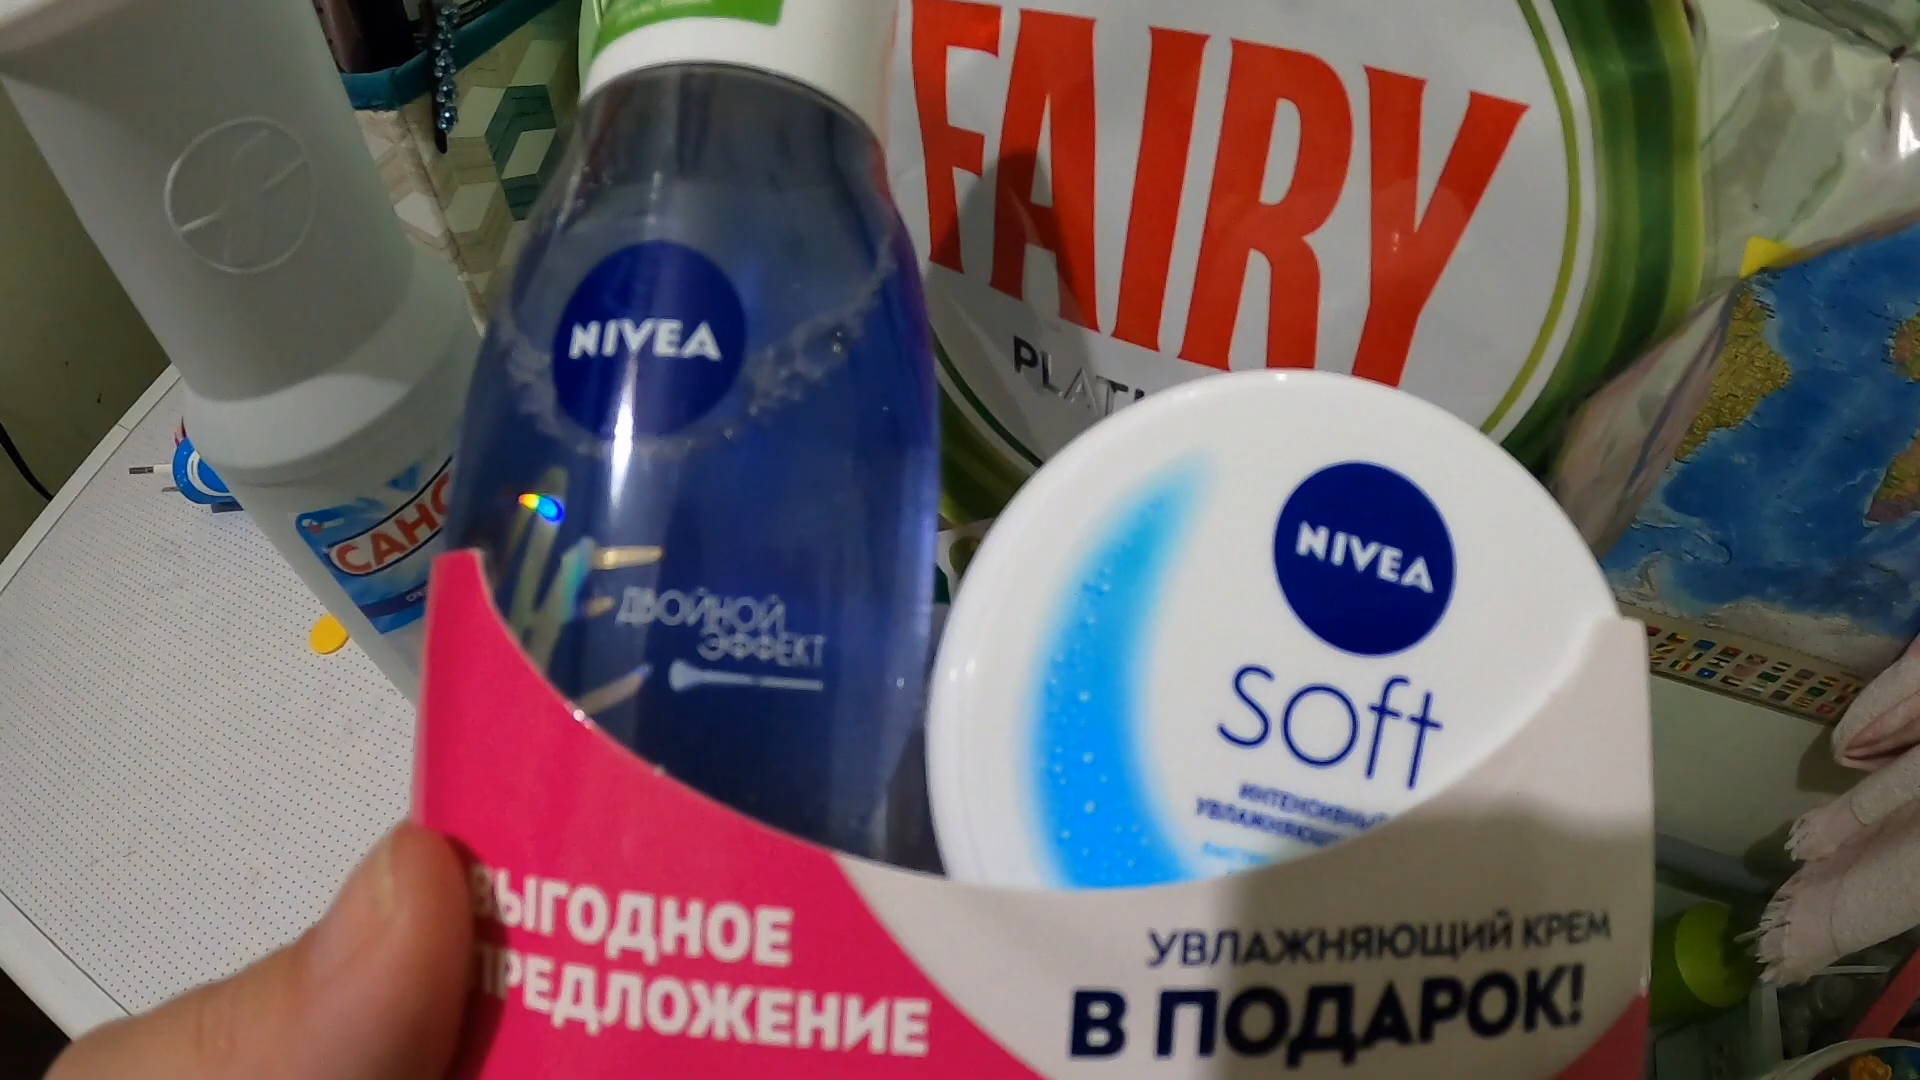 FAIRY
NIVEA
ДВОЙНОЙ
ЭФФЕКТ
NIVEA
soft
ВЫГОДНОЕ
ПРЕДЛОЖЕНИЕ
УВЛАЖНЯЮЩИЙ КРЕМ
В ПОДАРОК!